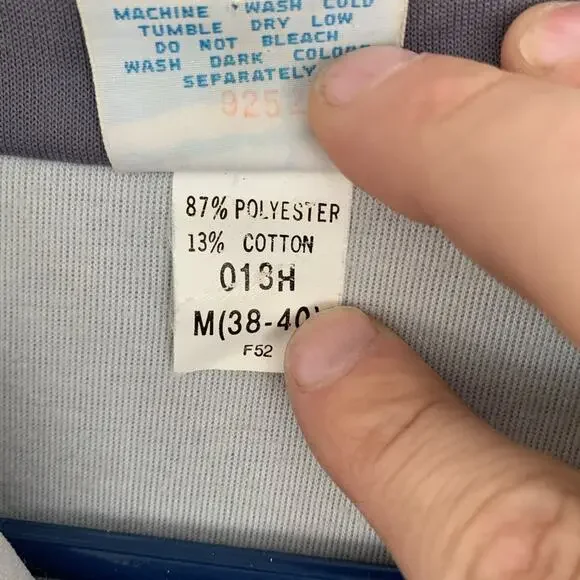 MACHINE WASH COLD
TUMBLE DRY LOW
DO NOT BLEACH
WASH DARK COLORS
SEPARATELY
87% POLYESTER
13% COTTON
013H
M(38-40)
F52